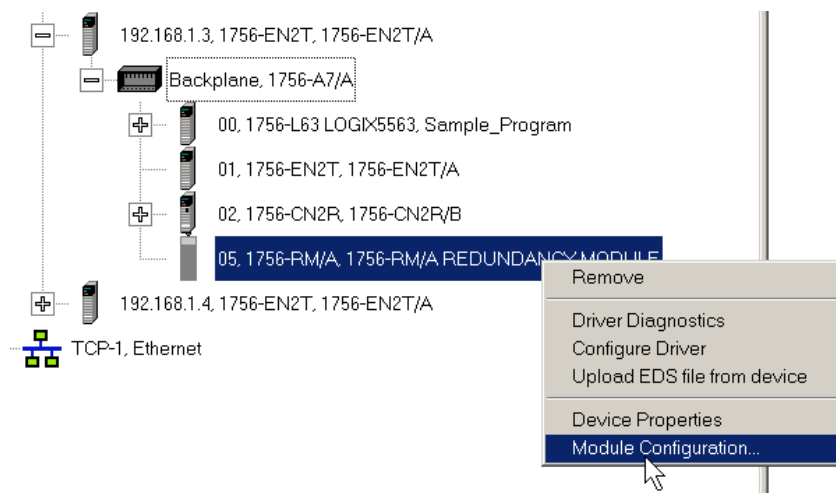 192.168.1.3, 1756-EN2T, 1756-EN2T/A
Backplane, 1756-A7/A
00, 1756-L63 LOGIX5563, Sample_Program
01, 1756-EN2T, 1756-EN2T/A
02, 1756-CN2R, 1756-CN2R/B
05, 1756-RM/A, 1756-RM/A REDUNDANCY MODULE
Remove
192.168.1.4, 1756-EN2T, 1756-EN2T/A
Driver Diagnostics
TCP-1, Ethernet
Configure Driver
Upload EDS file from device
Device Properties
Module Configuration...